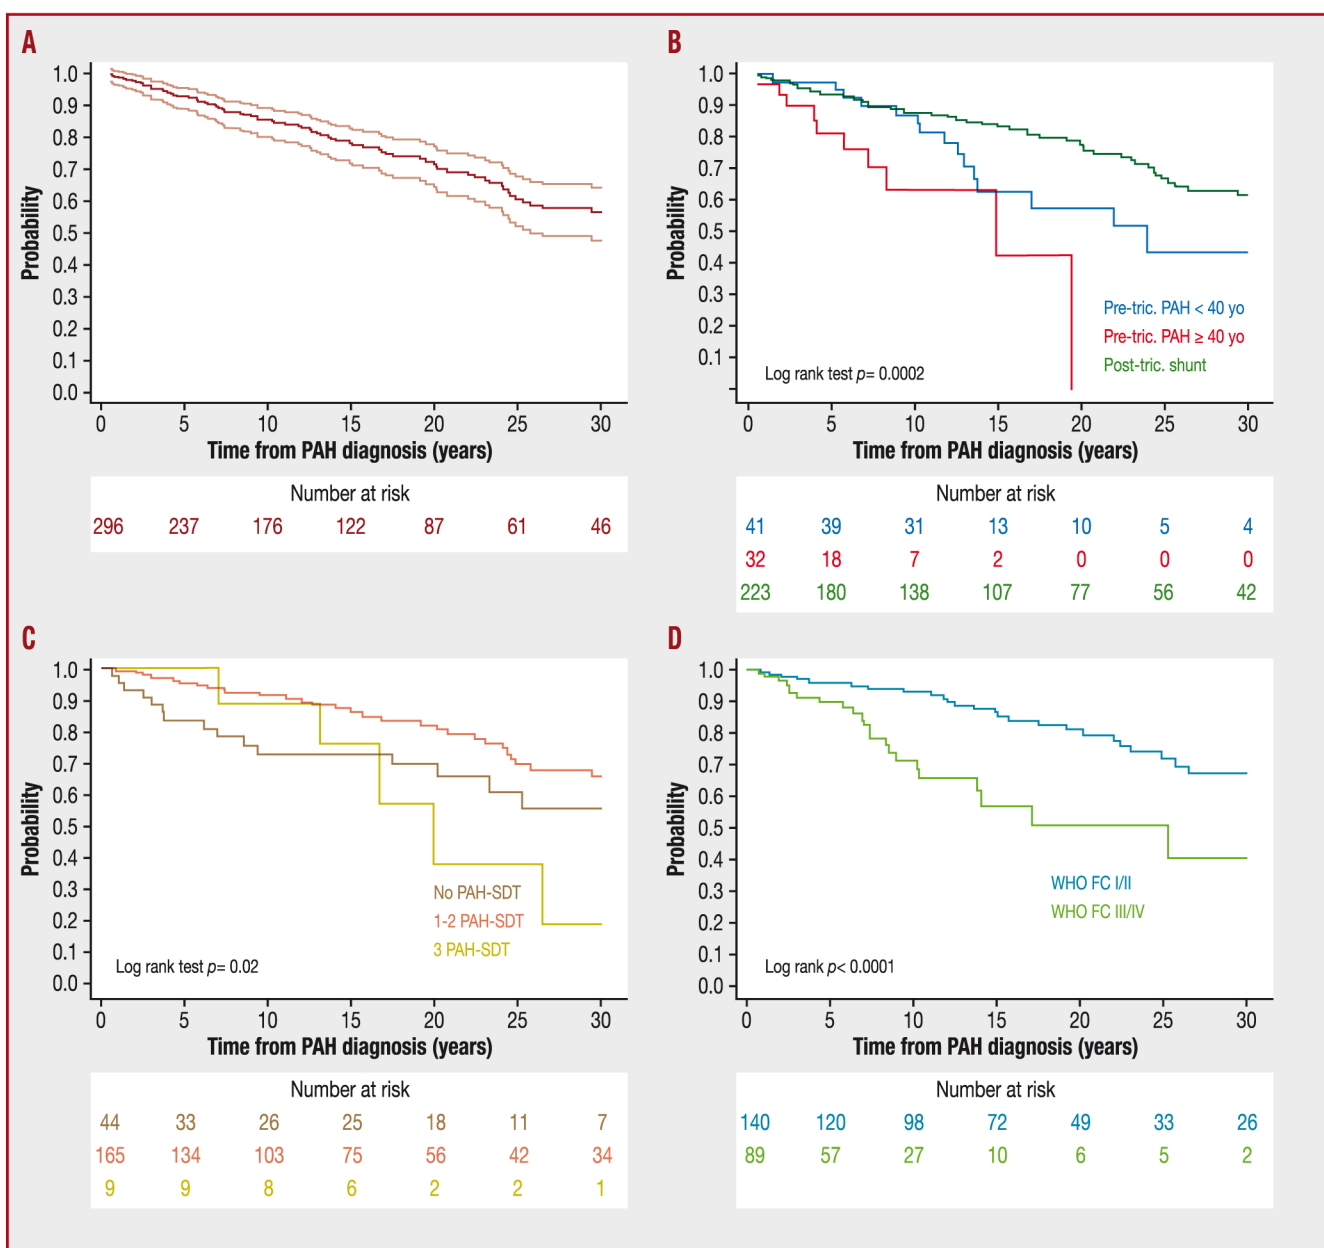 A
1.0
0.9
0.8
0.7
0.6
0.5
0.4
0.3
0.2
0.1
0.0
Probability
0 5 10 15 20 25 30
Time from PAH diagnosis (years)
Number at risk
296 237 176 122 87 61 46
B
1.0
0.9
0.8
0.7
0.6
0.5
0.4
0.3
0.2
0.1
Probability
Pre-tric. PAH < 40 yo
Pre-tric. PAH ≥ 40 yo
Post-tric. shunt
Log rank test p= 0.0002
0 5 10 15 20 25 30
Time from PAH diagnosis (years)
Number at risk
41 39 31 13 10 5 4
32 18 7 2 0 0 0
223 180 138 107 77 56 42
C
1.0
0.9
0.8
0.7
0.6
0.5
0.4
0.3
0.2
0.1
0.0
Probability
No PAH-SDT
1-2 PAH-SDT
3 PAH-SDT
Log rank test p= 0.02
0 5 10 15 20 25 30
Time from PAH diagnosis (years)
Number at risk
44 33 26 25 18 11 7
165 134 103 75 56 42 34
9 9 8 6 2 2 1
D
1.0
0.9
0.8
0.7
0.6
0.5
0.4
0.3
0.2
0.1
0.0
Probability
WHO FC I/II
WHO FC III/IV
Log rank p< 0.0001
0 5 10 15 20 25 30
Time from PAH diagnosis (years)
Number at risk
140 120 98 72 49 33 26
89 57 27 10 6 5 2